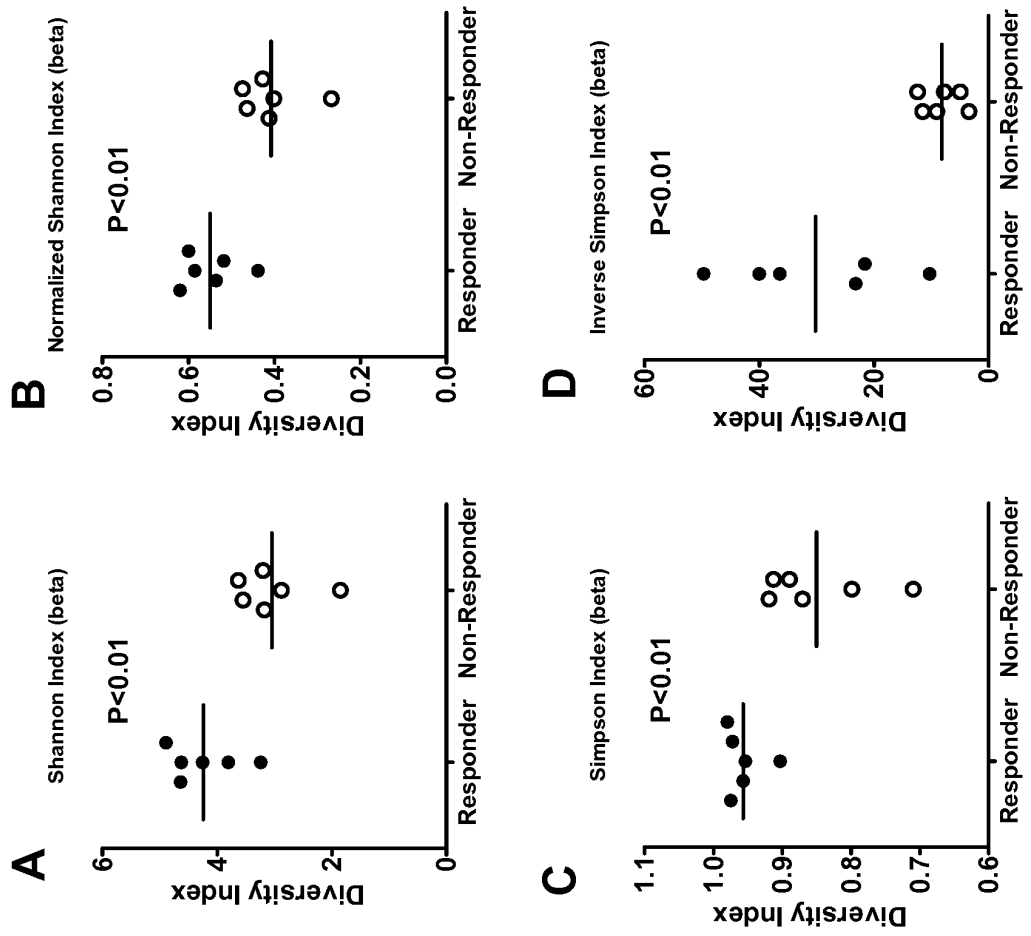 A
Shannon Index (beta)
P<0.01
Diversity Index
6
4
2
0
Responder Non-Responder
B
Normalized Shannon Index (beta)
P<0.01
Diversity Index
0.8
0.6
0.4
0.2
0.0
Responder Non-Responder
C
Simpson Index (beta)
P<0.01
Diversity Index
1.1
1.0
0.9
0.8
0.7
0.6
Responder Non-Responder
D
Inverse Simpson Index (beta)
P<0.01
Diversity Index
60
40
20
0
Responder Non-Responder